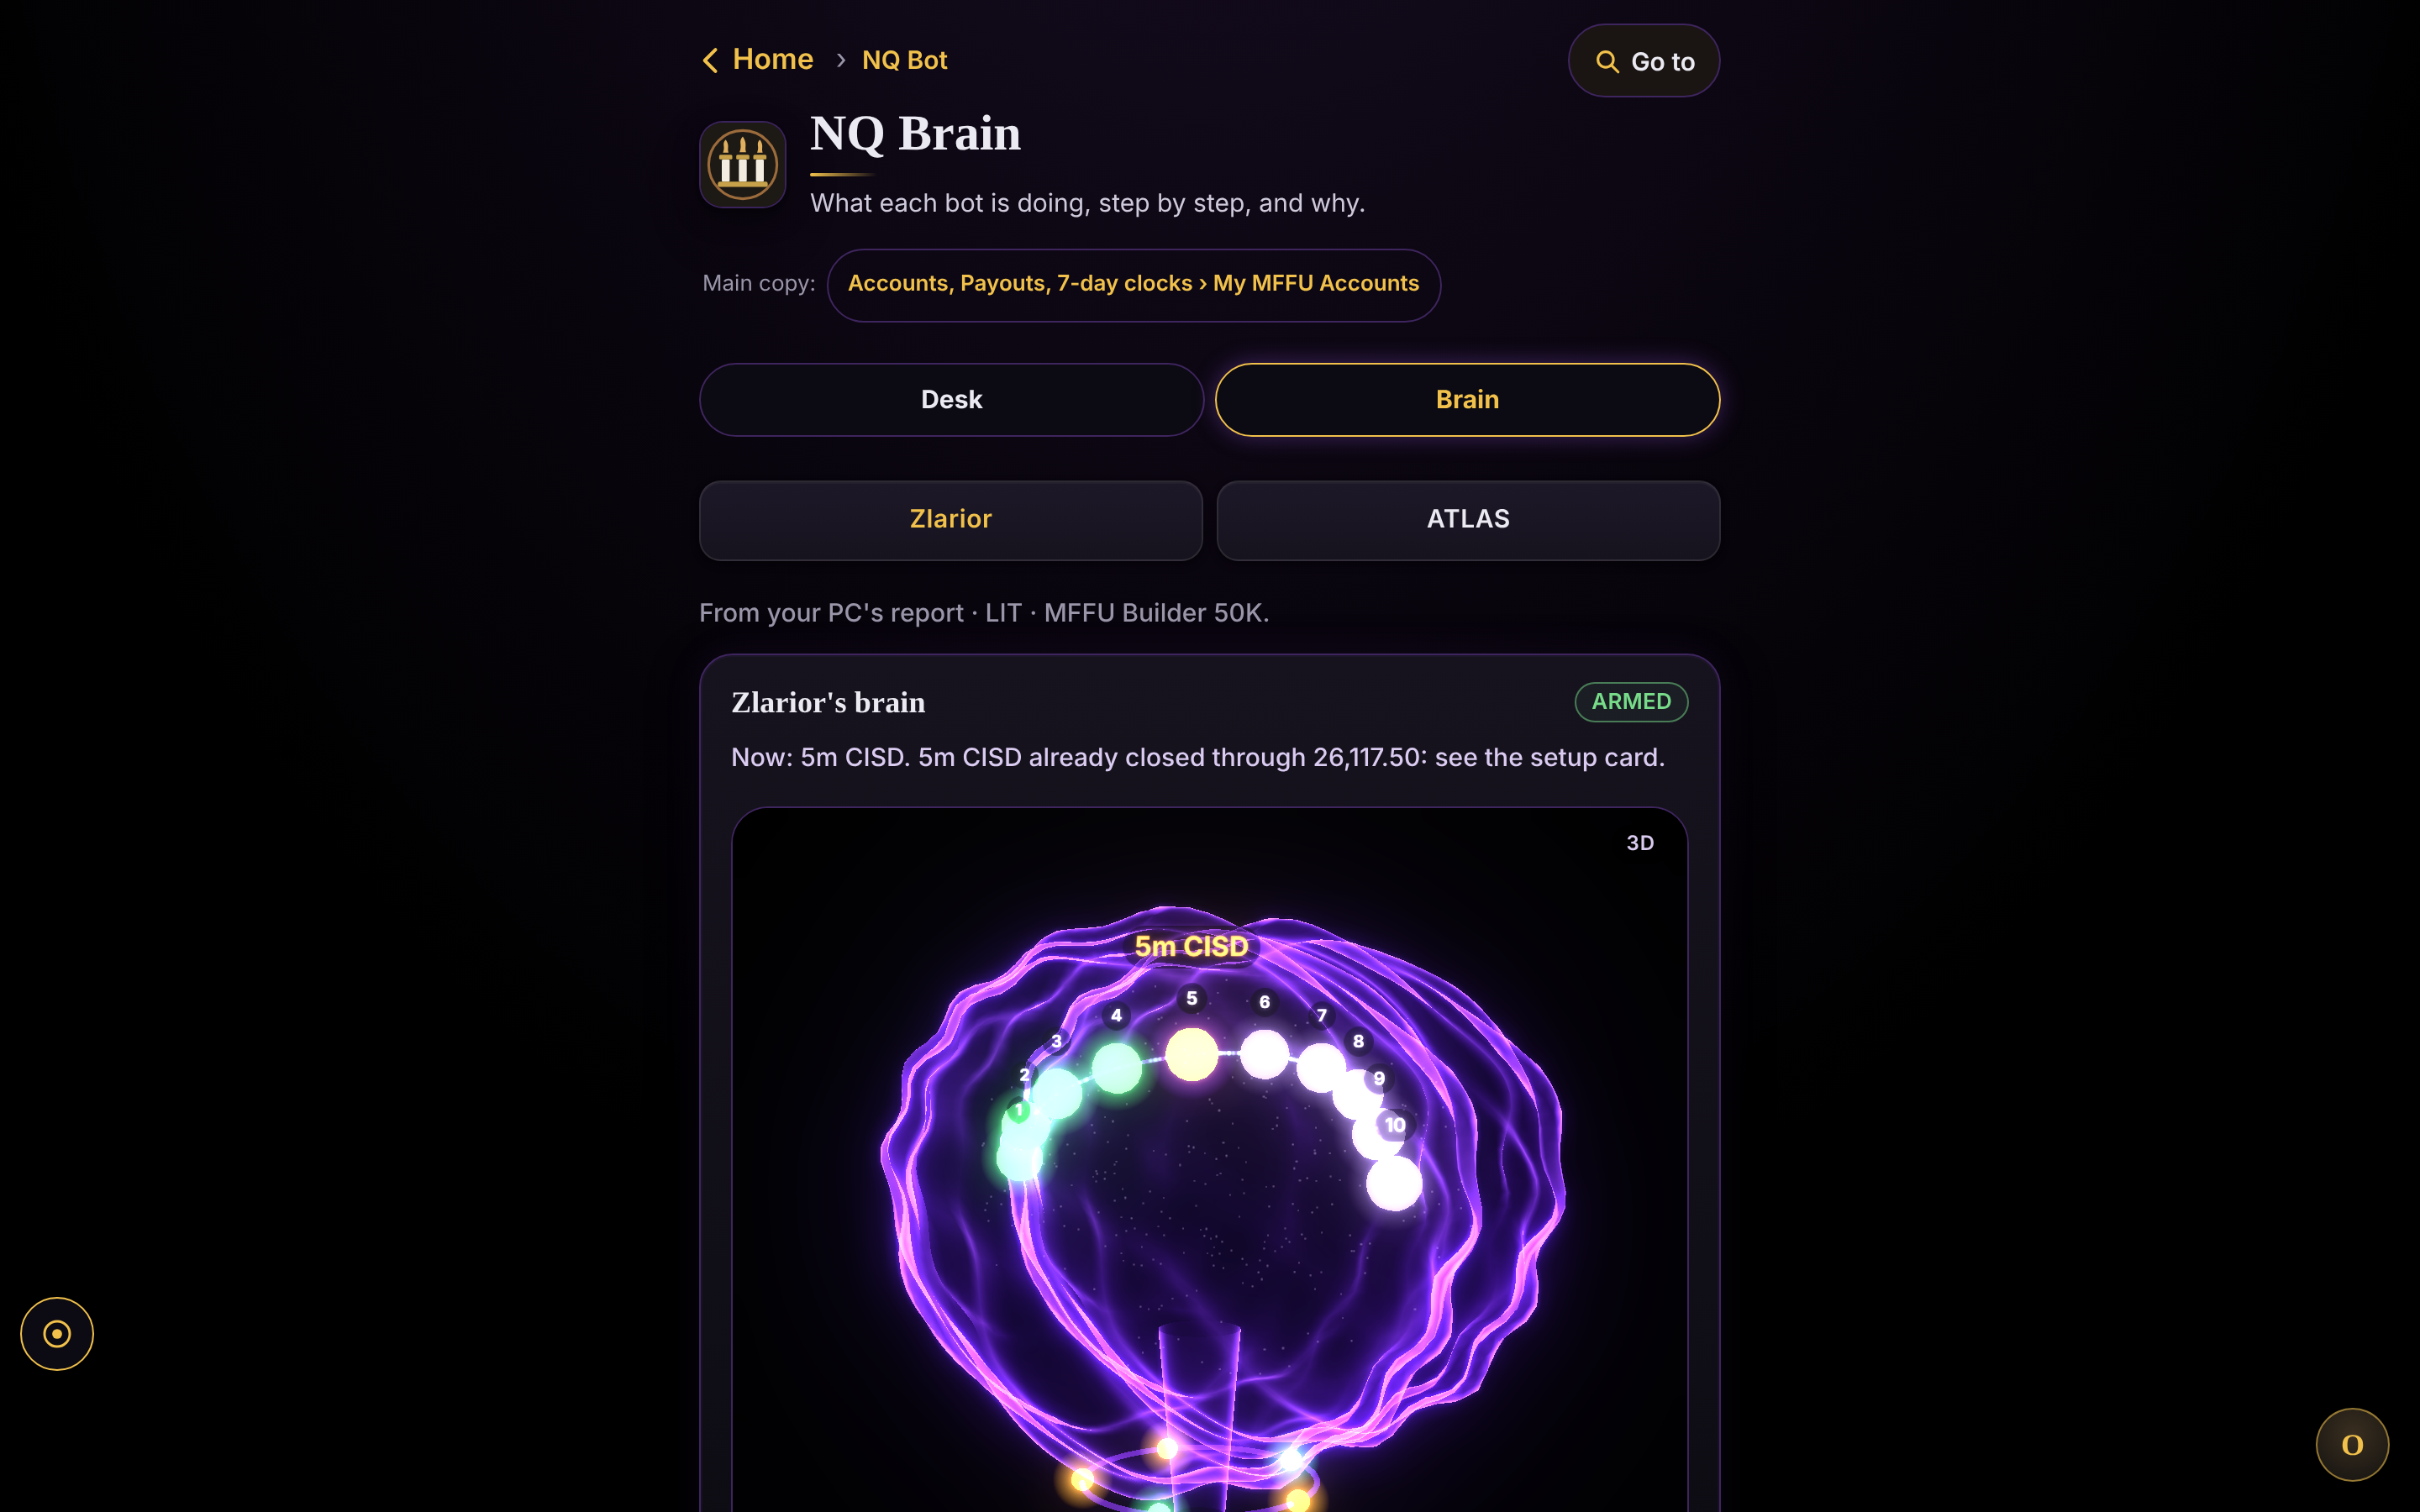 Home › NQ Bot
Go to
NQ Brain
What each bot is doing, step by step, and why.
Main copy: Accounts, Payouts, 7-day clocks › My MFFU Accounts
Desk
Brain
Zlarior
ATLAS
From your PC's report · LIT · MFFU Builder 50K.
Zlarior's brain
ARMED
Now: 5m CISD. 5m CISD already closed through 26,117.50: see the setup card.
3D
5m CISD
1
2
3
4
5
6
7
8
9
10
O